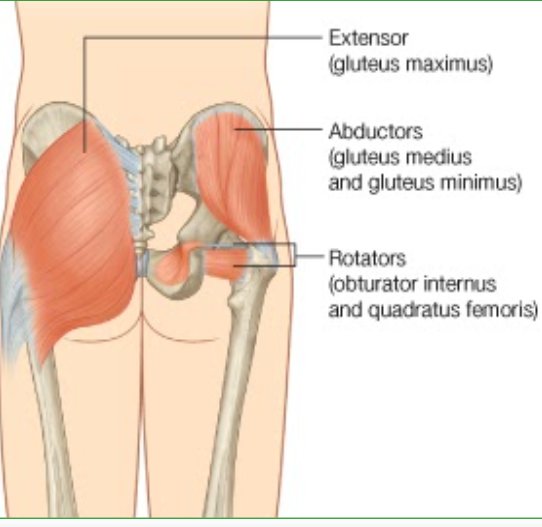 Extensor
(gluteus maximus)
Abductors
(gluteus medius
and gluteus minimus)
Rotators
(obturator internus
and quadratus femoris)